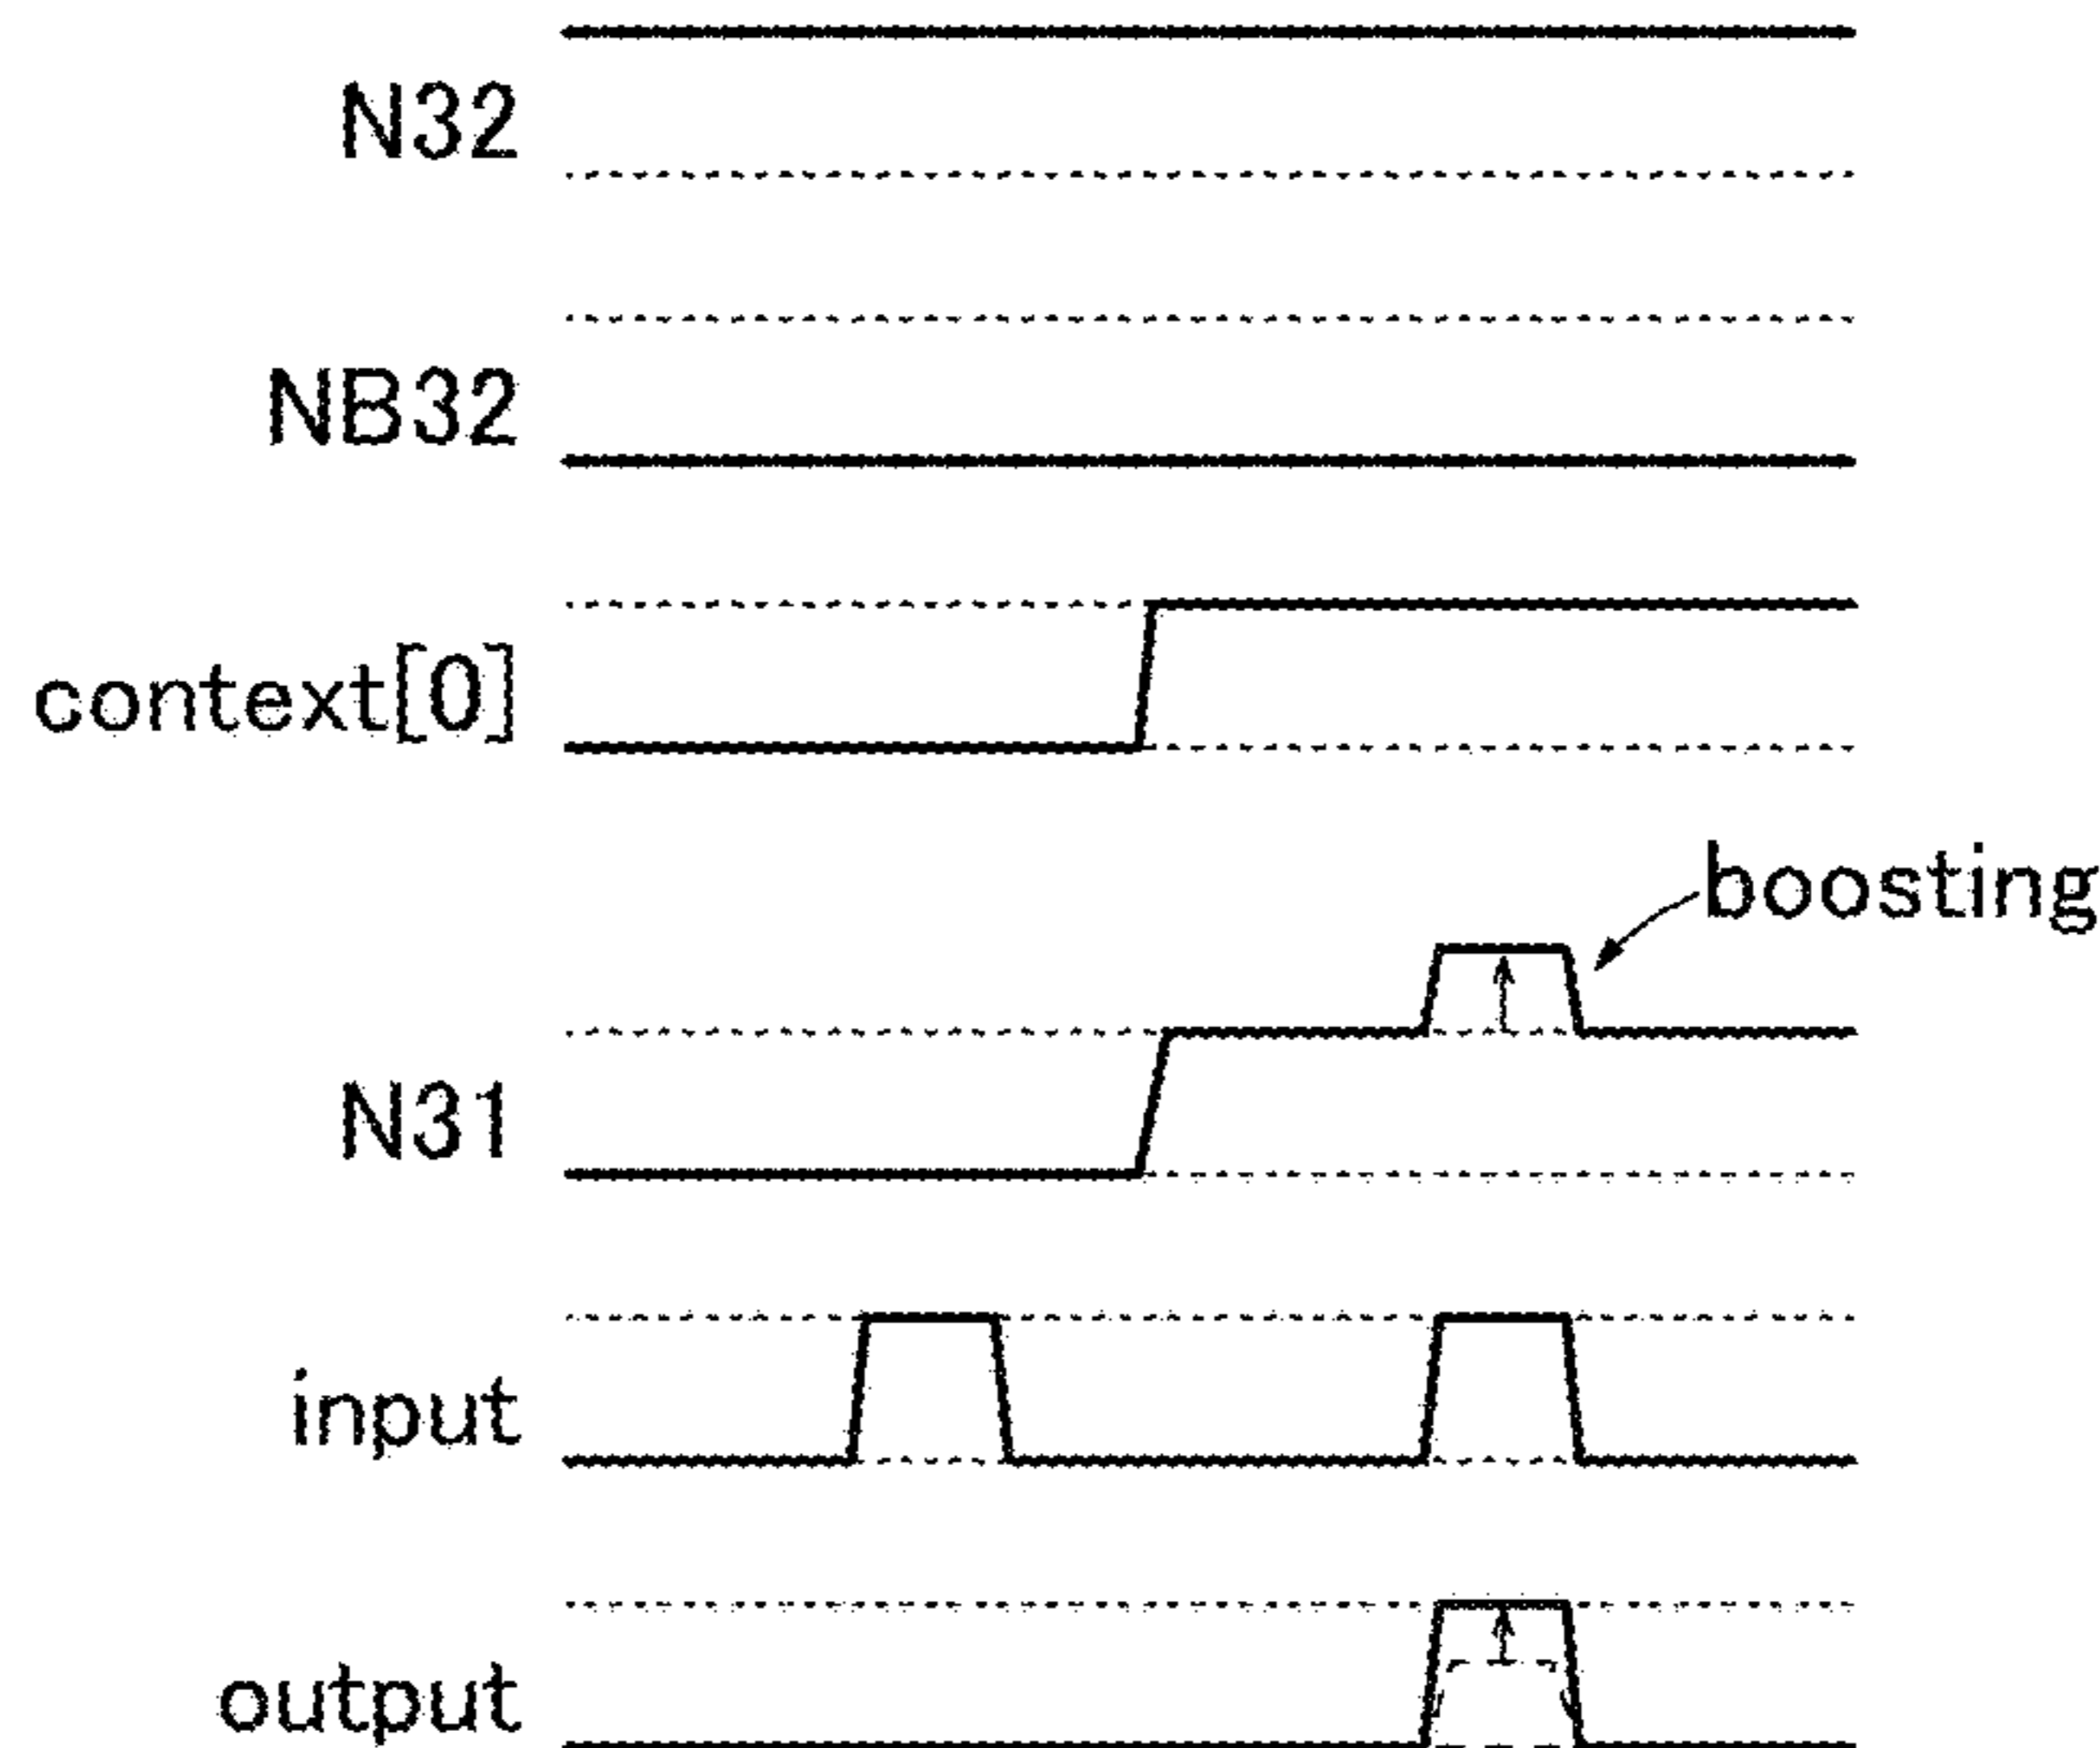 N32
NB32
context[0]
boosting
N31
input
output